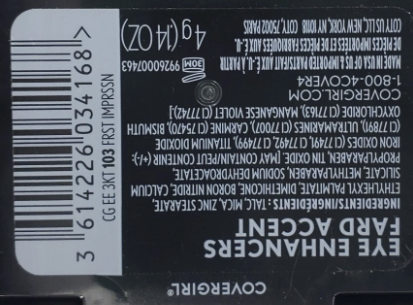 COVERGIRL®
EYE ENHANCERS
FARD ACCENT
INGREDIENTS/INGRÉDIENTS: TALC, MICA, ZINC STEARATE,
ETHYLHEXYL PALMITATE, DIMETHICONE, BORON NITRIDE, CALCIUM
SILICATE, METHYLPARABEN, SODIUM DEHYDROACETATE,
PROPYLPARABEN, TIN OXIDE. [MAY CONTAIN/PEUT CONTENIR (+/-):
IRON OXIDES (CI 77491, 77492, 77499), TITANIUM DIOXIDE
(CI 77891), ULTRAMARINES (CI 77007), CARMINE (CI 75470), BISMUTH
OXYCHLORIDE (CI 77163), MANGANESE VIOLET (CI 77742).]
COVERGIRL.COM
1-800-4COVER4
MADE IN USA OF US & IMPORTED PARTS/FAIT AUX É.-U. À PARTIR
DE PIÈCES IMPORTÉES ET DE PIÈCES FABRIQUÉES AUX É.-U.
COTY US LLC, NEW YORK, NY 10118 COTY, 75002 PARIS
30M 99260007463
4 g (.14 OZ)
CG EE 3KT 103 FRST IMPRSSN
3 614226 034168 >